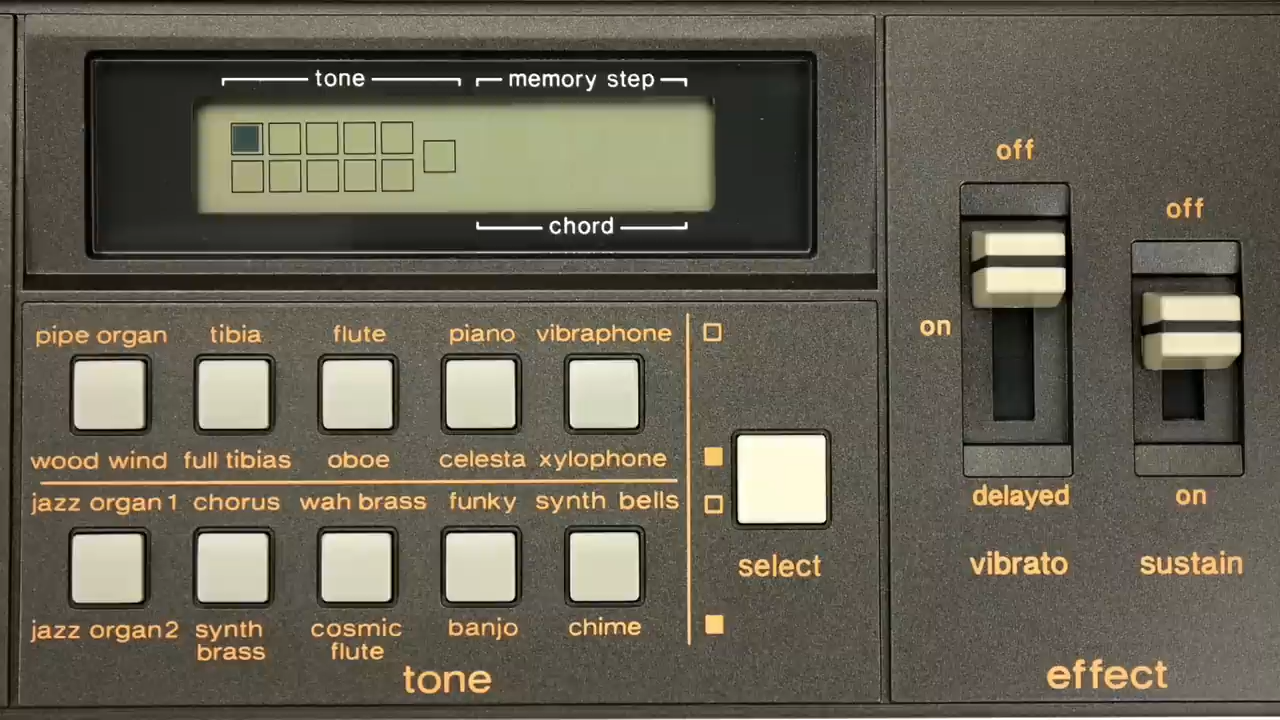 tone memory step
chord
off
off
on
delayed on
vibrato sustain
effect
pipe organ tibia flute piano vibraphone
wood wind full tibias oboe celesta xylophone
jazz organ 1 chorus wah brass funky synth bells
select
jazz organ2 synth brass cosmic flute banjo chime
tone